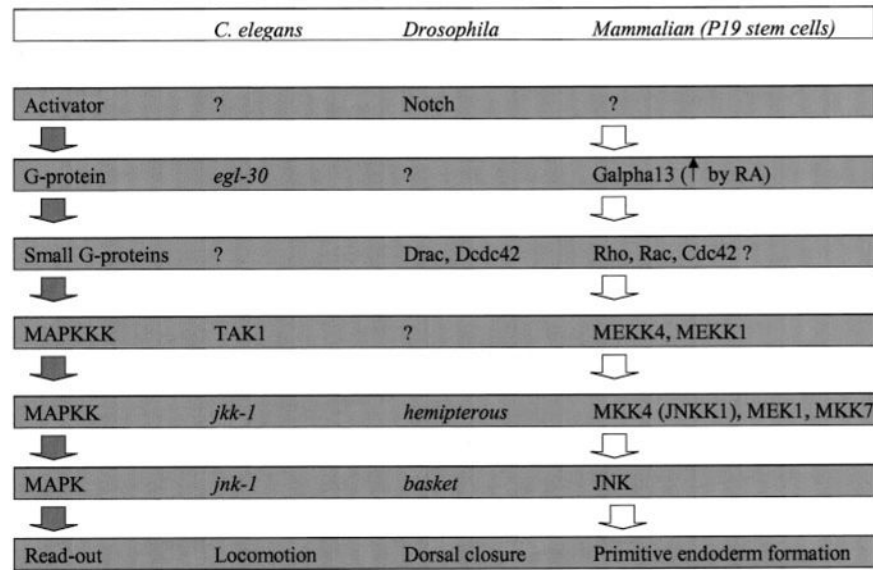 C. elegans Drosophila Mammalian (P19 stem cells)
Activator ? Notch ?
G-protein egl-30 ? Galpha13 (↑ by RA)
Small G-proteins ? Drac, Dcdc42 Rho, Rac, Cdc42 ?
MAPKKK TAK1 ? MEKK4, MEKK1
MAPKK jkk-1 hemipterous MKK4 (JNKK1), MEK1, MKK7
MAPK jnk-1 basket JNK
Read-out Locomotion Dorsal closure Primitive endoderm formation